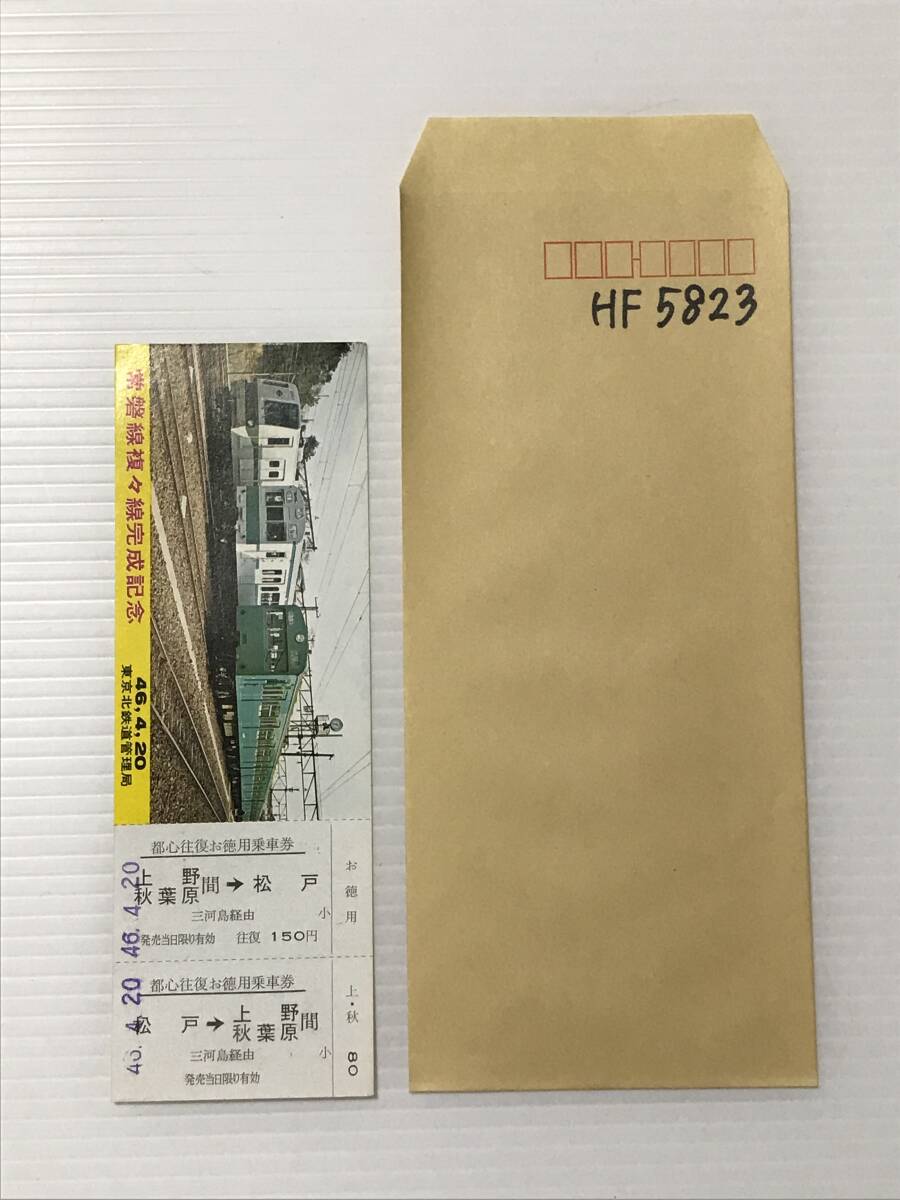 常磐線複々線完成記念
46,4,20
東京北鉄道管理局
都心往復お徳用乗車券
上野
秋葉原間➔松戸
三河島経由
小
発売当日限り有効 往復 150円
お徳用
46.4.20
都心往復お徳用乗車券
松戸➔上野
秋葉原間
三河島経由
小
発売当日限り有効
上・秋
80
46.4.20
HF 5823